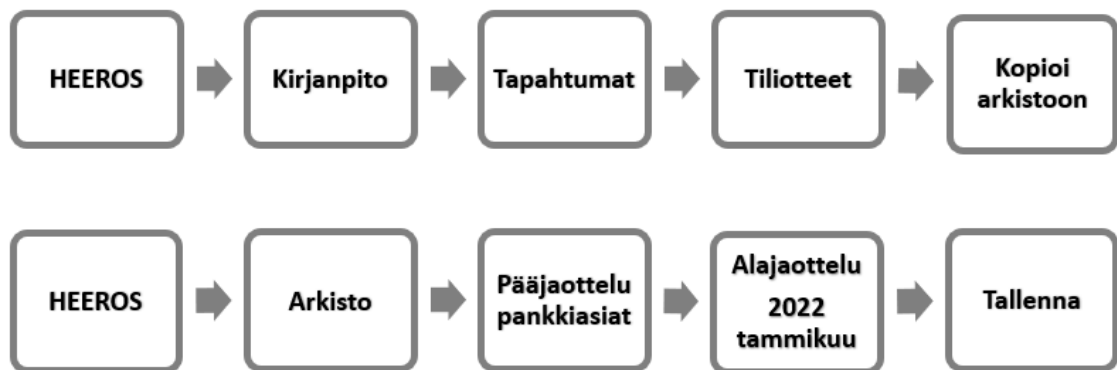 HEEROS
Kirjanpito
Tapahtumat
Tiliotteet
Kopioi
arkistoon
HEEROS
Arkisto
Pääjaottelu
pankkiasiat
Alajaottelu
2022
tammikuu
Tallenna